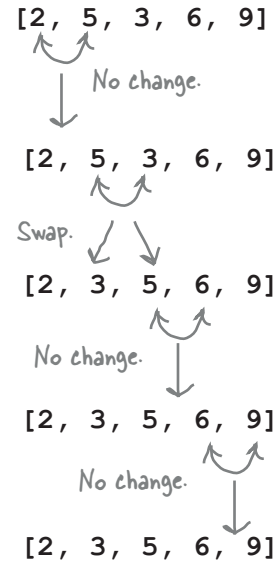 [2, 5, 3, 6, 9]
No change.
[2, 5, 3, 6, 9]
Swap.
[2, 3, 5, 6, 9]
No change.
[2, 3, 5, 6, 9]
No change.
[2, 3, 5, 6, 9]